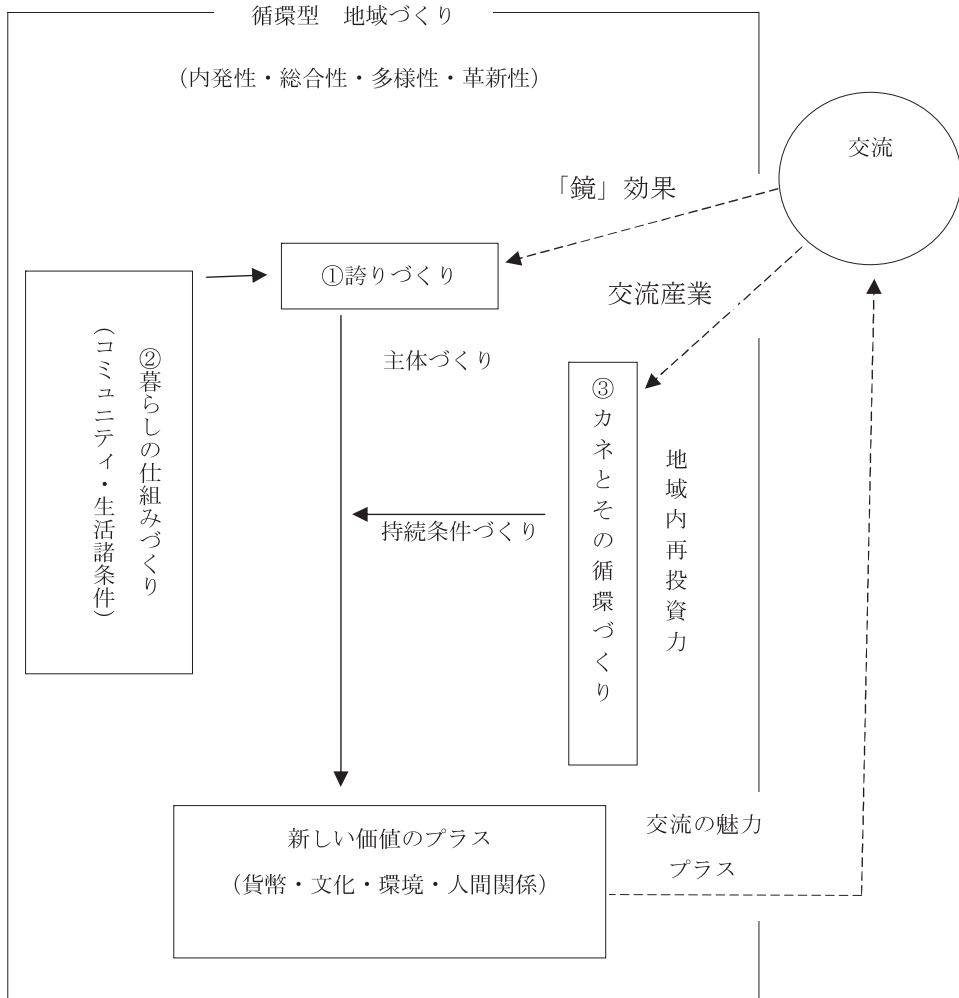 循環型　地域づくり
（内発性・総合性・多様性・革新性）
交流
「鏡」効果
①誇りづくり
交流産業
主体づくり
②暮らしの仕組みづくり
（コミュニティ・生活諸条件）
③カネとその循環づくり
地域内再投資力
持続条件づくり
新しい価値のプラス
（貨幣・文化・環境・人間関係）
交流の魅力
プラス